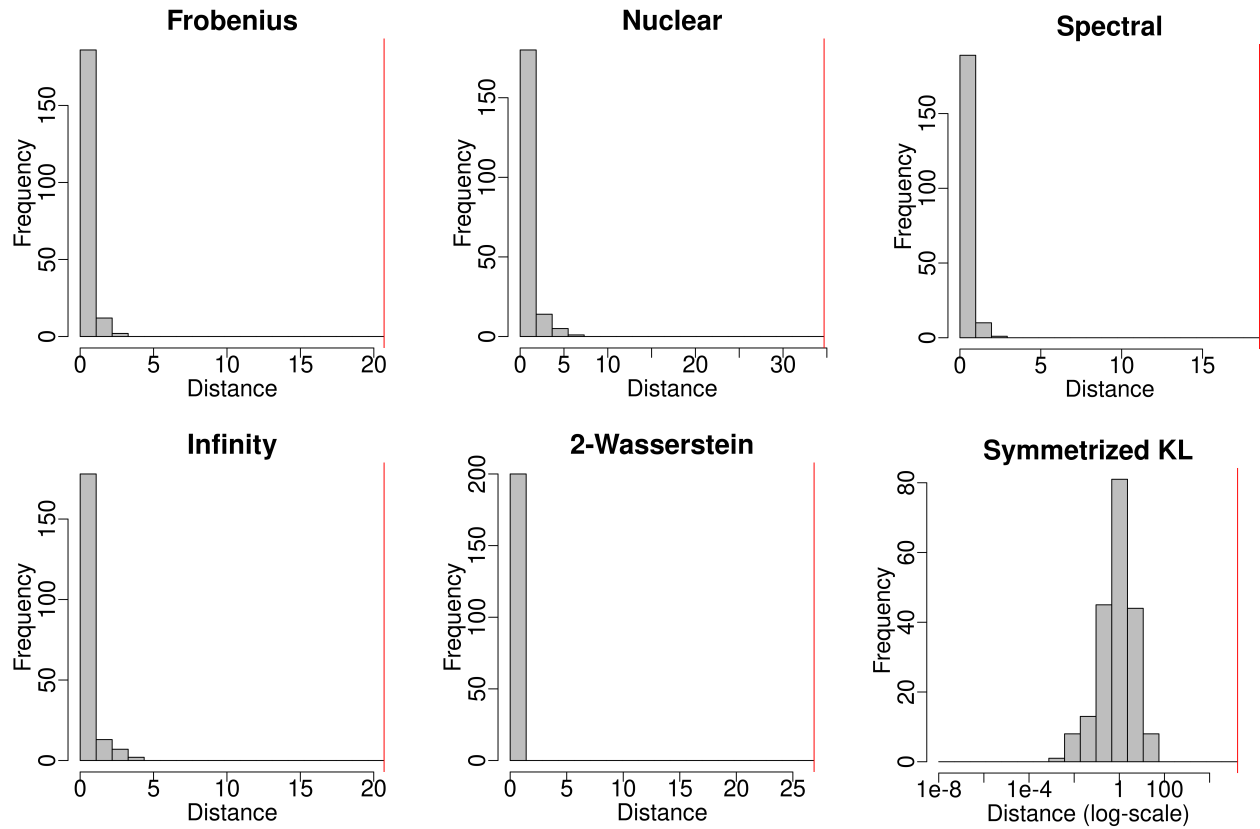 Frobenius
Frequency
0 50 100 150
0 5 10 15 20
Distance
Nuclear
Frequency
0 50 100 150
0 5 10 20 30
Distance
Spectral
Frequency
0 50 100 150
0 5 10 15
Distance
Infinity
Frequency
0 50 100 150
0 5 10 15 20
Distance
2-Wasserstein
Frequency
0 50 100 150 200
0 5 10 15 20 25
Distance
Symmetrized KL
Frequency
0 20 40 60 80
1e-8 1e-4 1 100
Distance (log-scale)